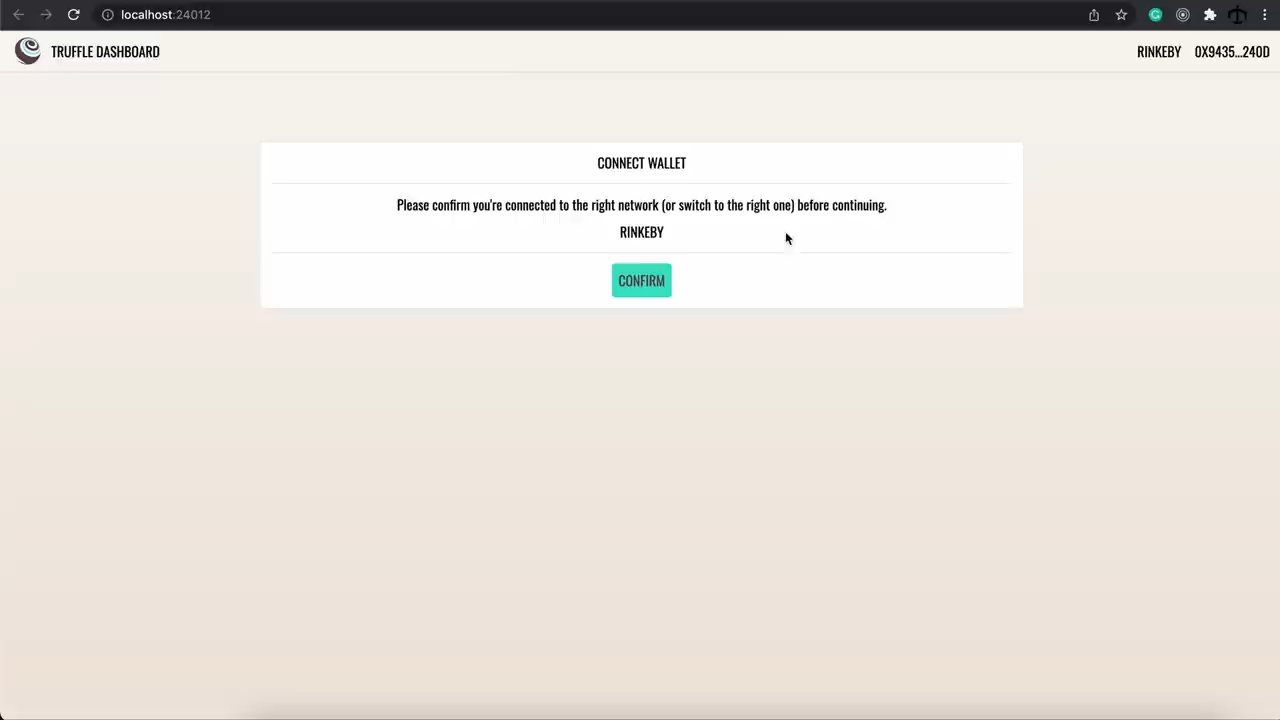 localhost:24012
TRUFFLE DASHBOARD
RINKEBY 0X9435...240D
CONNECT WALLET
Please confirm you're connected to the right network (or switch to the right one) before continuing.
RINKEBY
CONFIRM